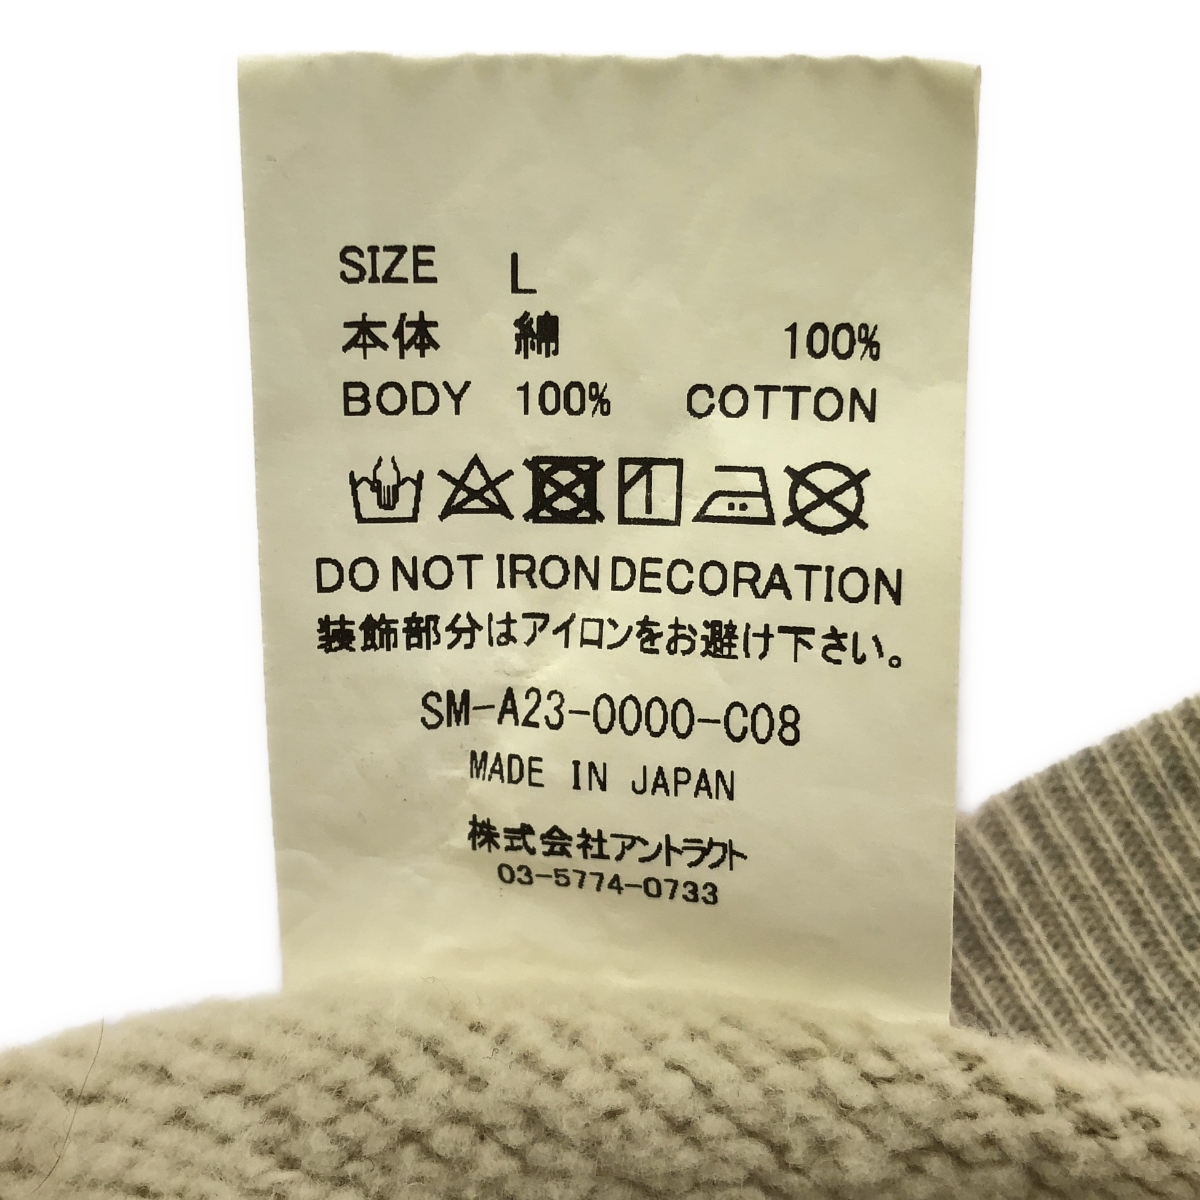 SIZE L
本体 綿 100%
BODY 100% COTTON
DO NOT IRON DECORATION
装飾部分はアイロンをお避け下さい。
SM-A23-0000-C08
MADE IN JAPAN
株式会社アントラクト
03-5774-0733